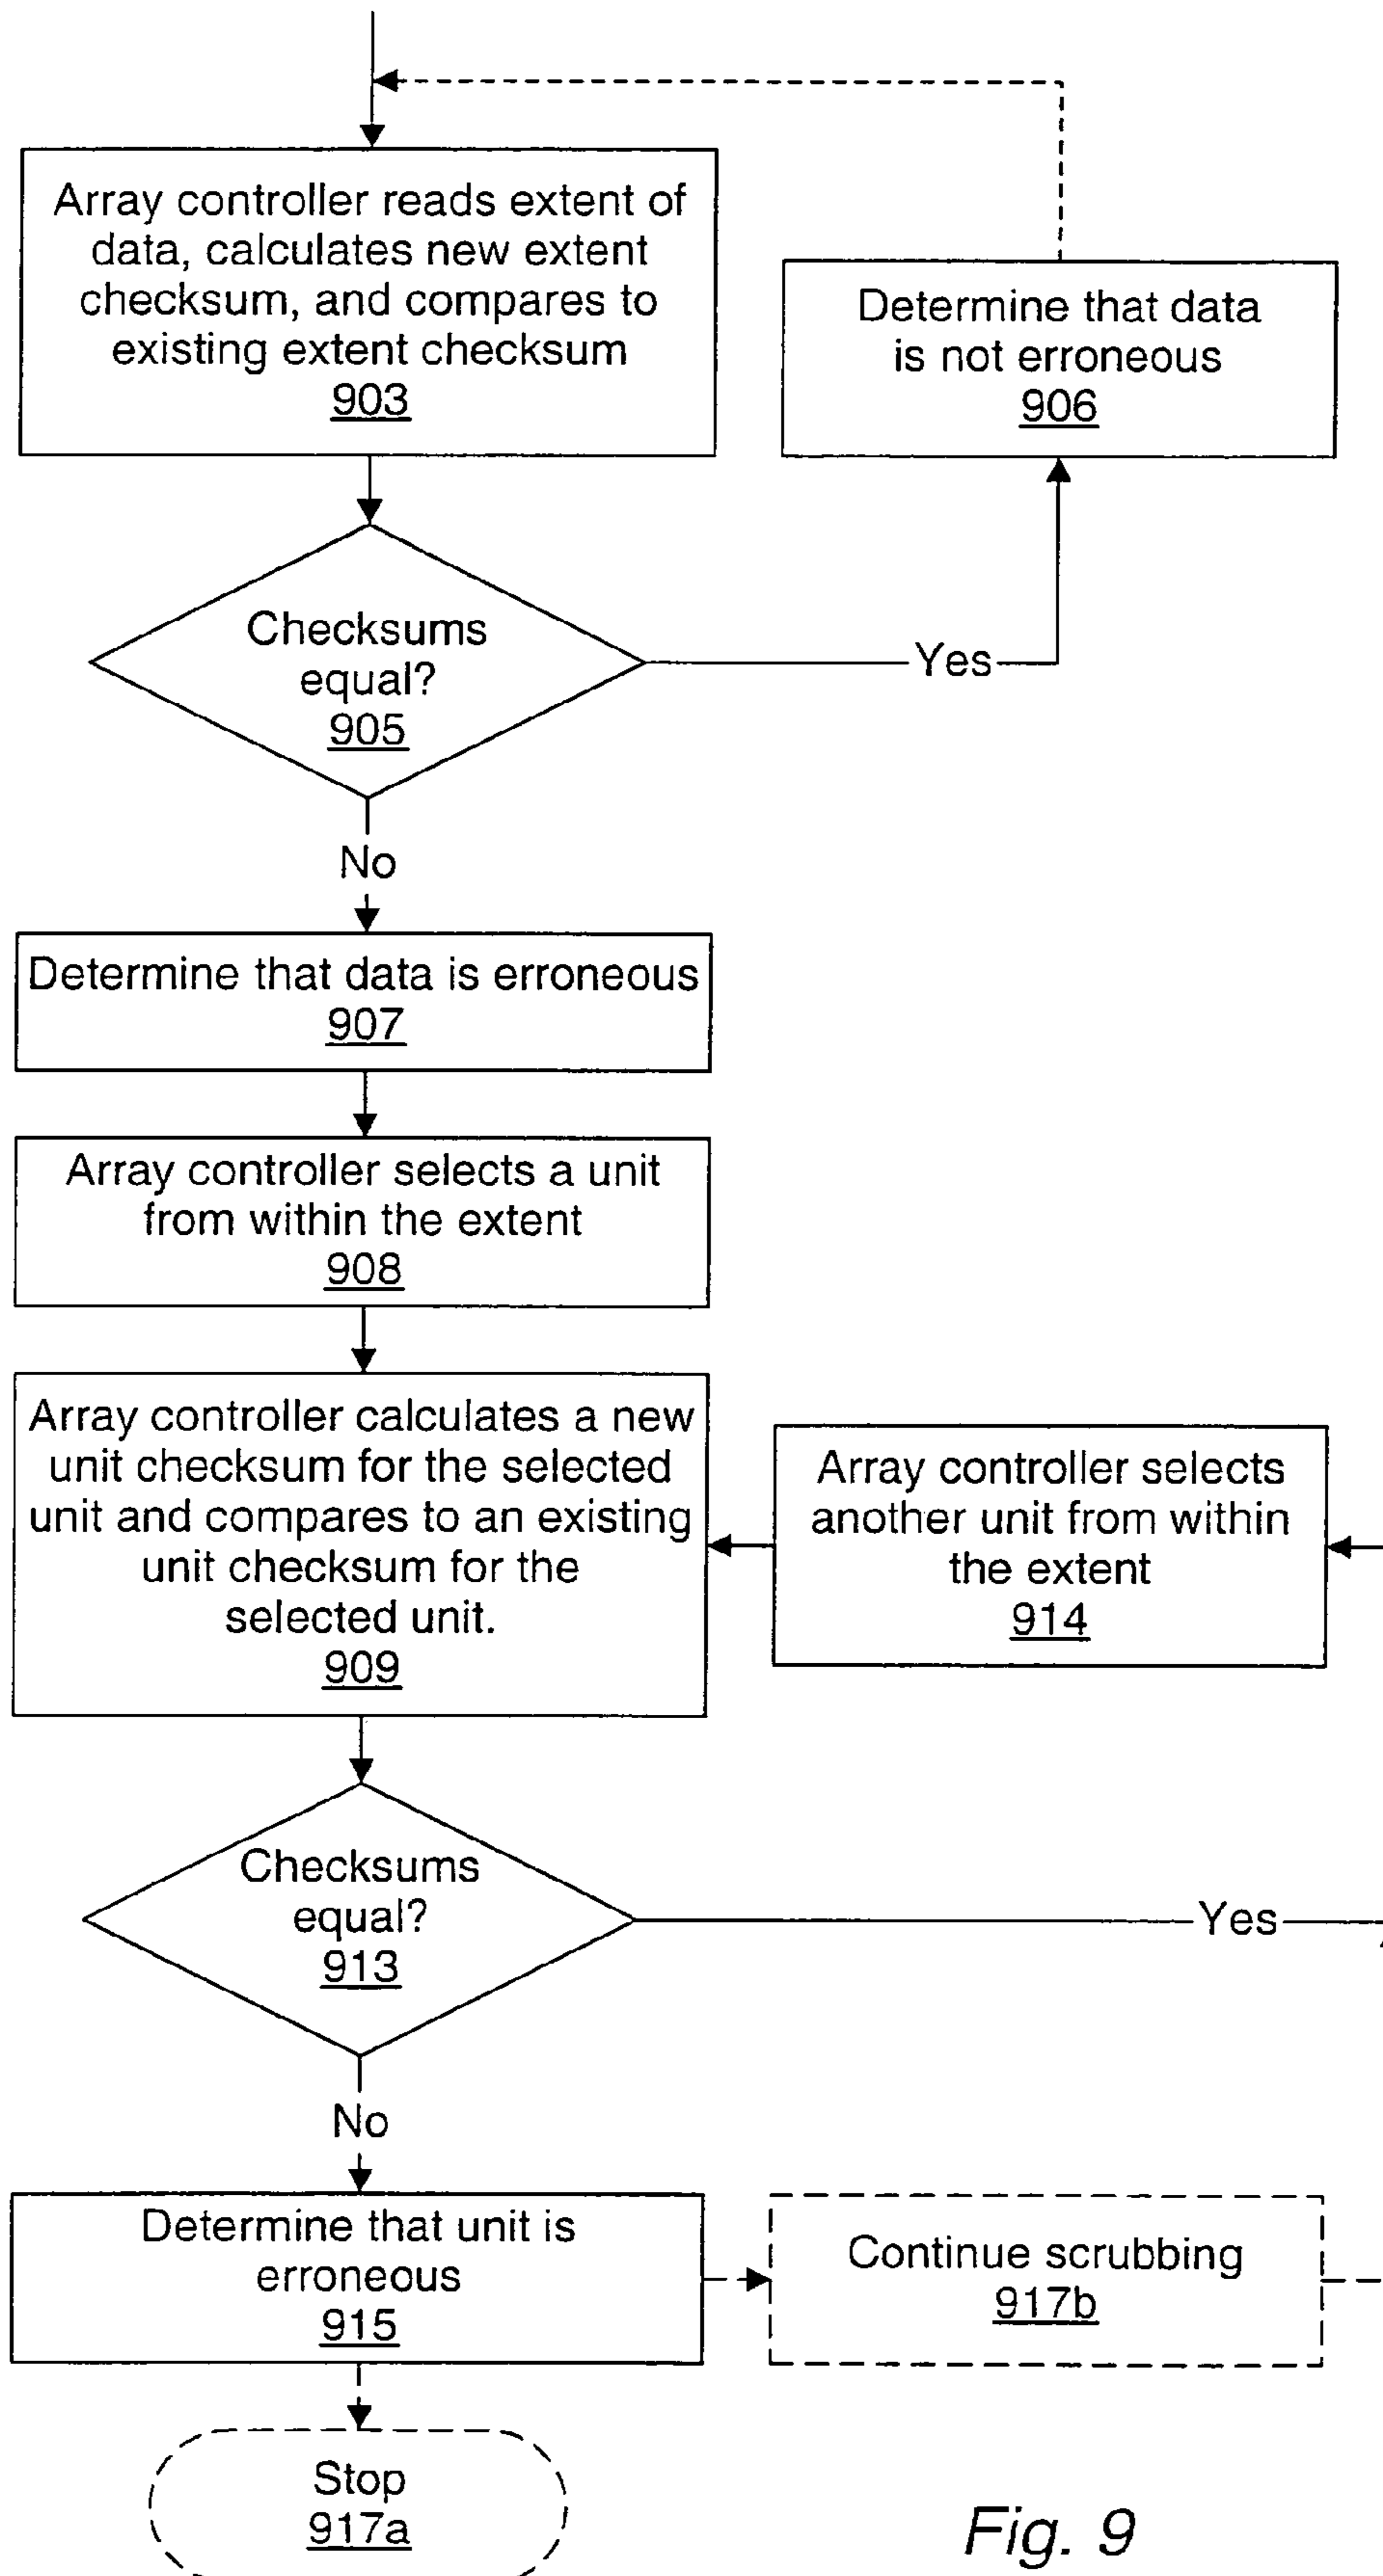 Array controller reads extent of
data, calculates new extent
checksum, and compares to
existing extent checksum
903
Determine that data
is not erroneous
906
Checksums
equal?
905
Yes
No
Determine that data is erroneous
907
Array controller selects a unit
from within the extent
908
Array controller calculates a new
unit checksum for the selected
unit and compares to an existing
unit checksum for the
selected unit.
909
Array controller selects
another unit from within
the extent
914
Checksums
equal?
913
Yes
No
Determine that unit is
erroneous
915
Continue scrubbing
917b
Stop
917a
Fig. 9